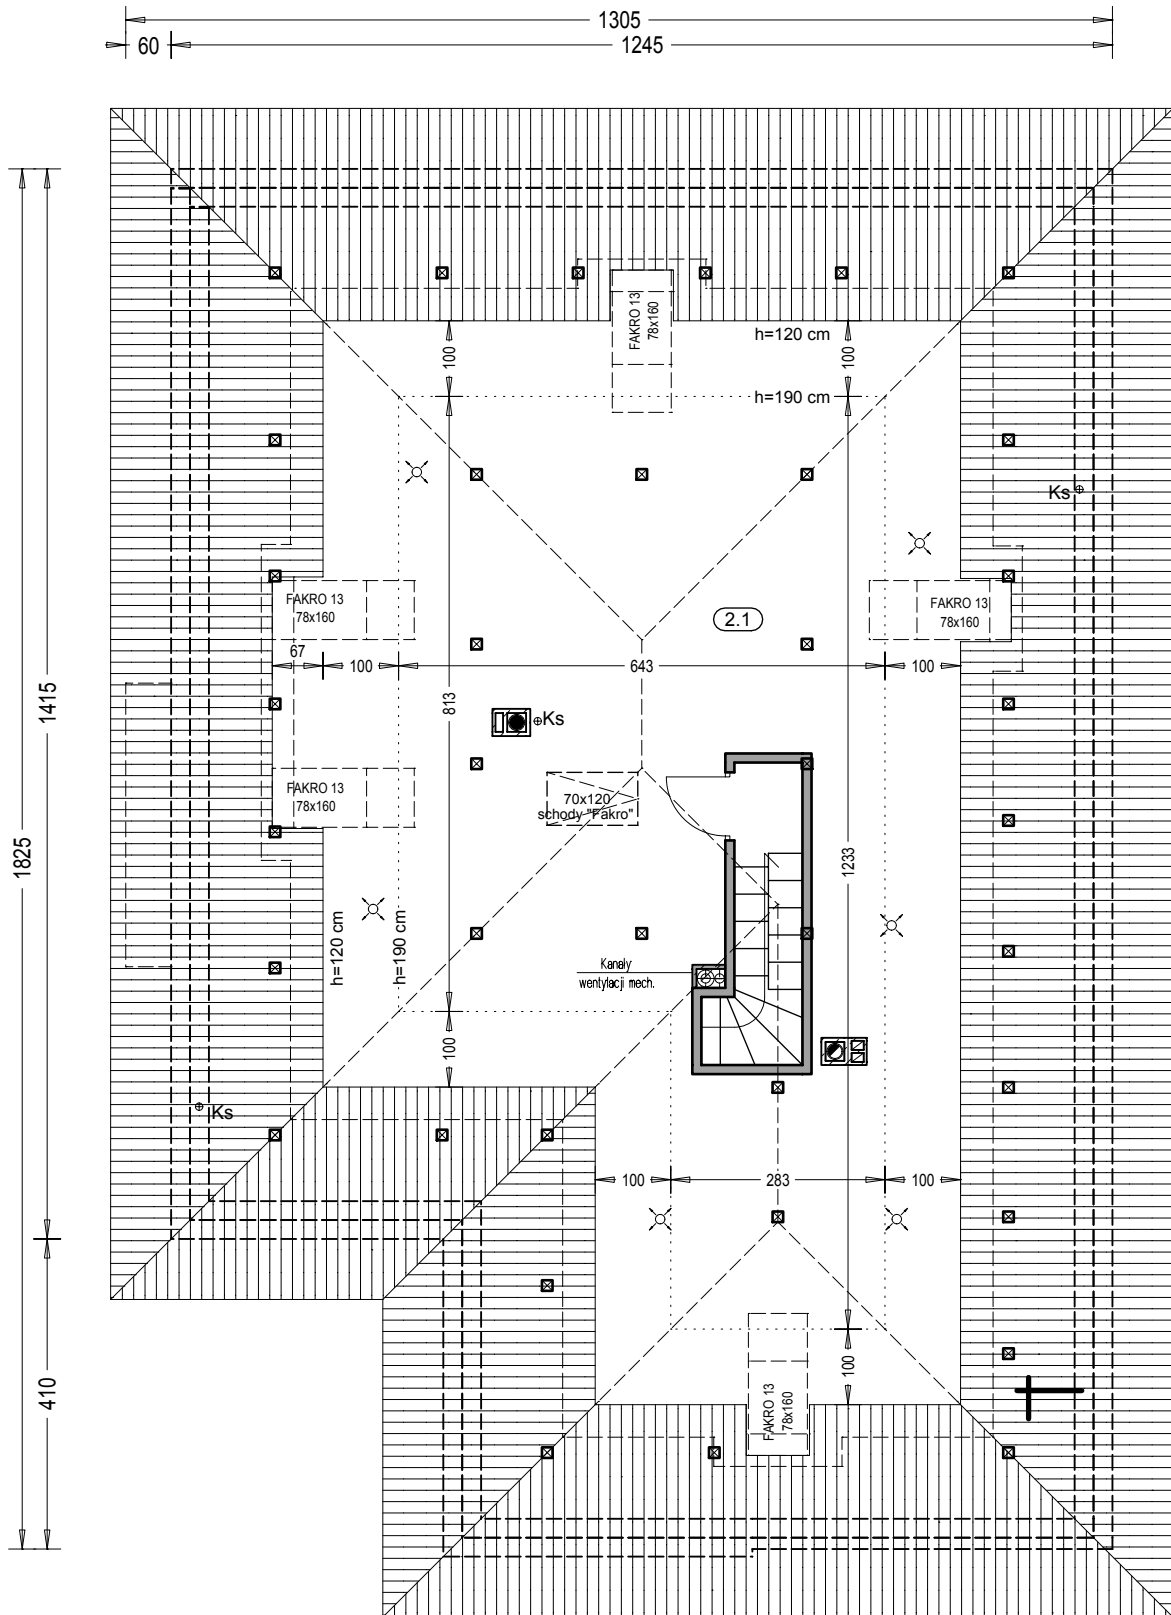 1305
60
1245
FAKRO 13
78x160
h=120 cm
100
100
h=190 cm
Ks
2.1
FAKRO 13
78x160
FAKRO 13
78x160
67
100
643
100
1415
813
Ks
FAKRO 13
78x160
70x120
schody "Fakro"
1825
1233
h=120 cm
h=190 cm
Kanały
wentylacji mech.
100
Ks
100
283
100
410
100
FAKRO 13
78x160